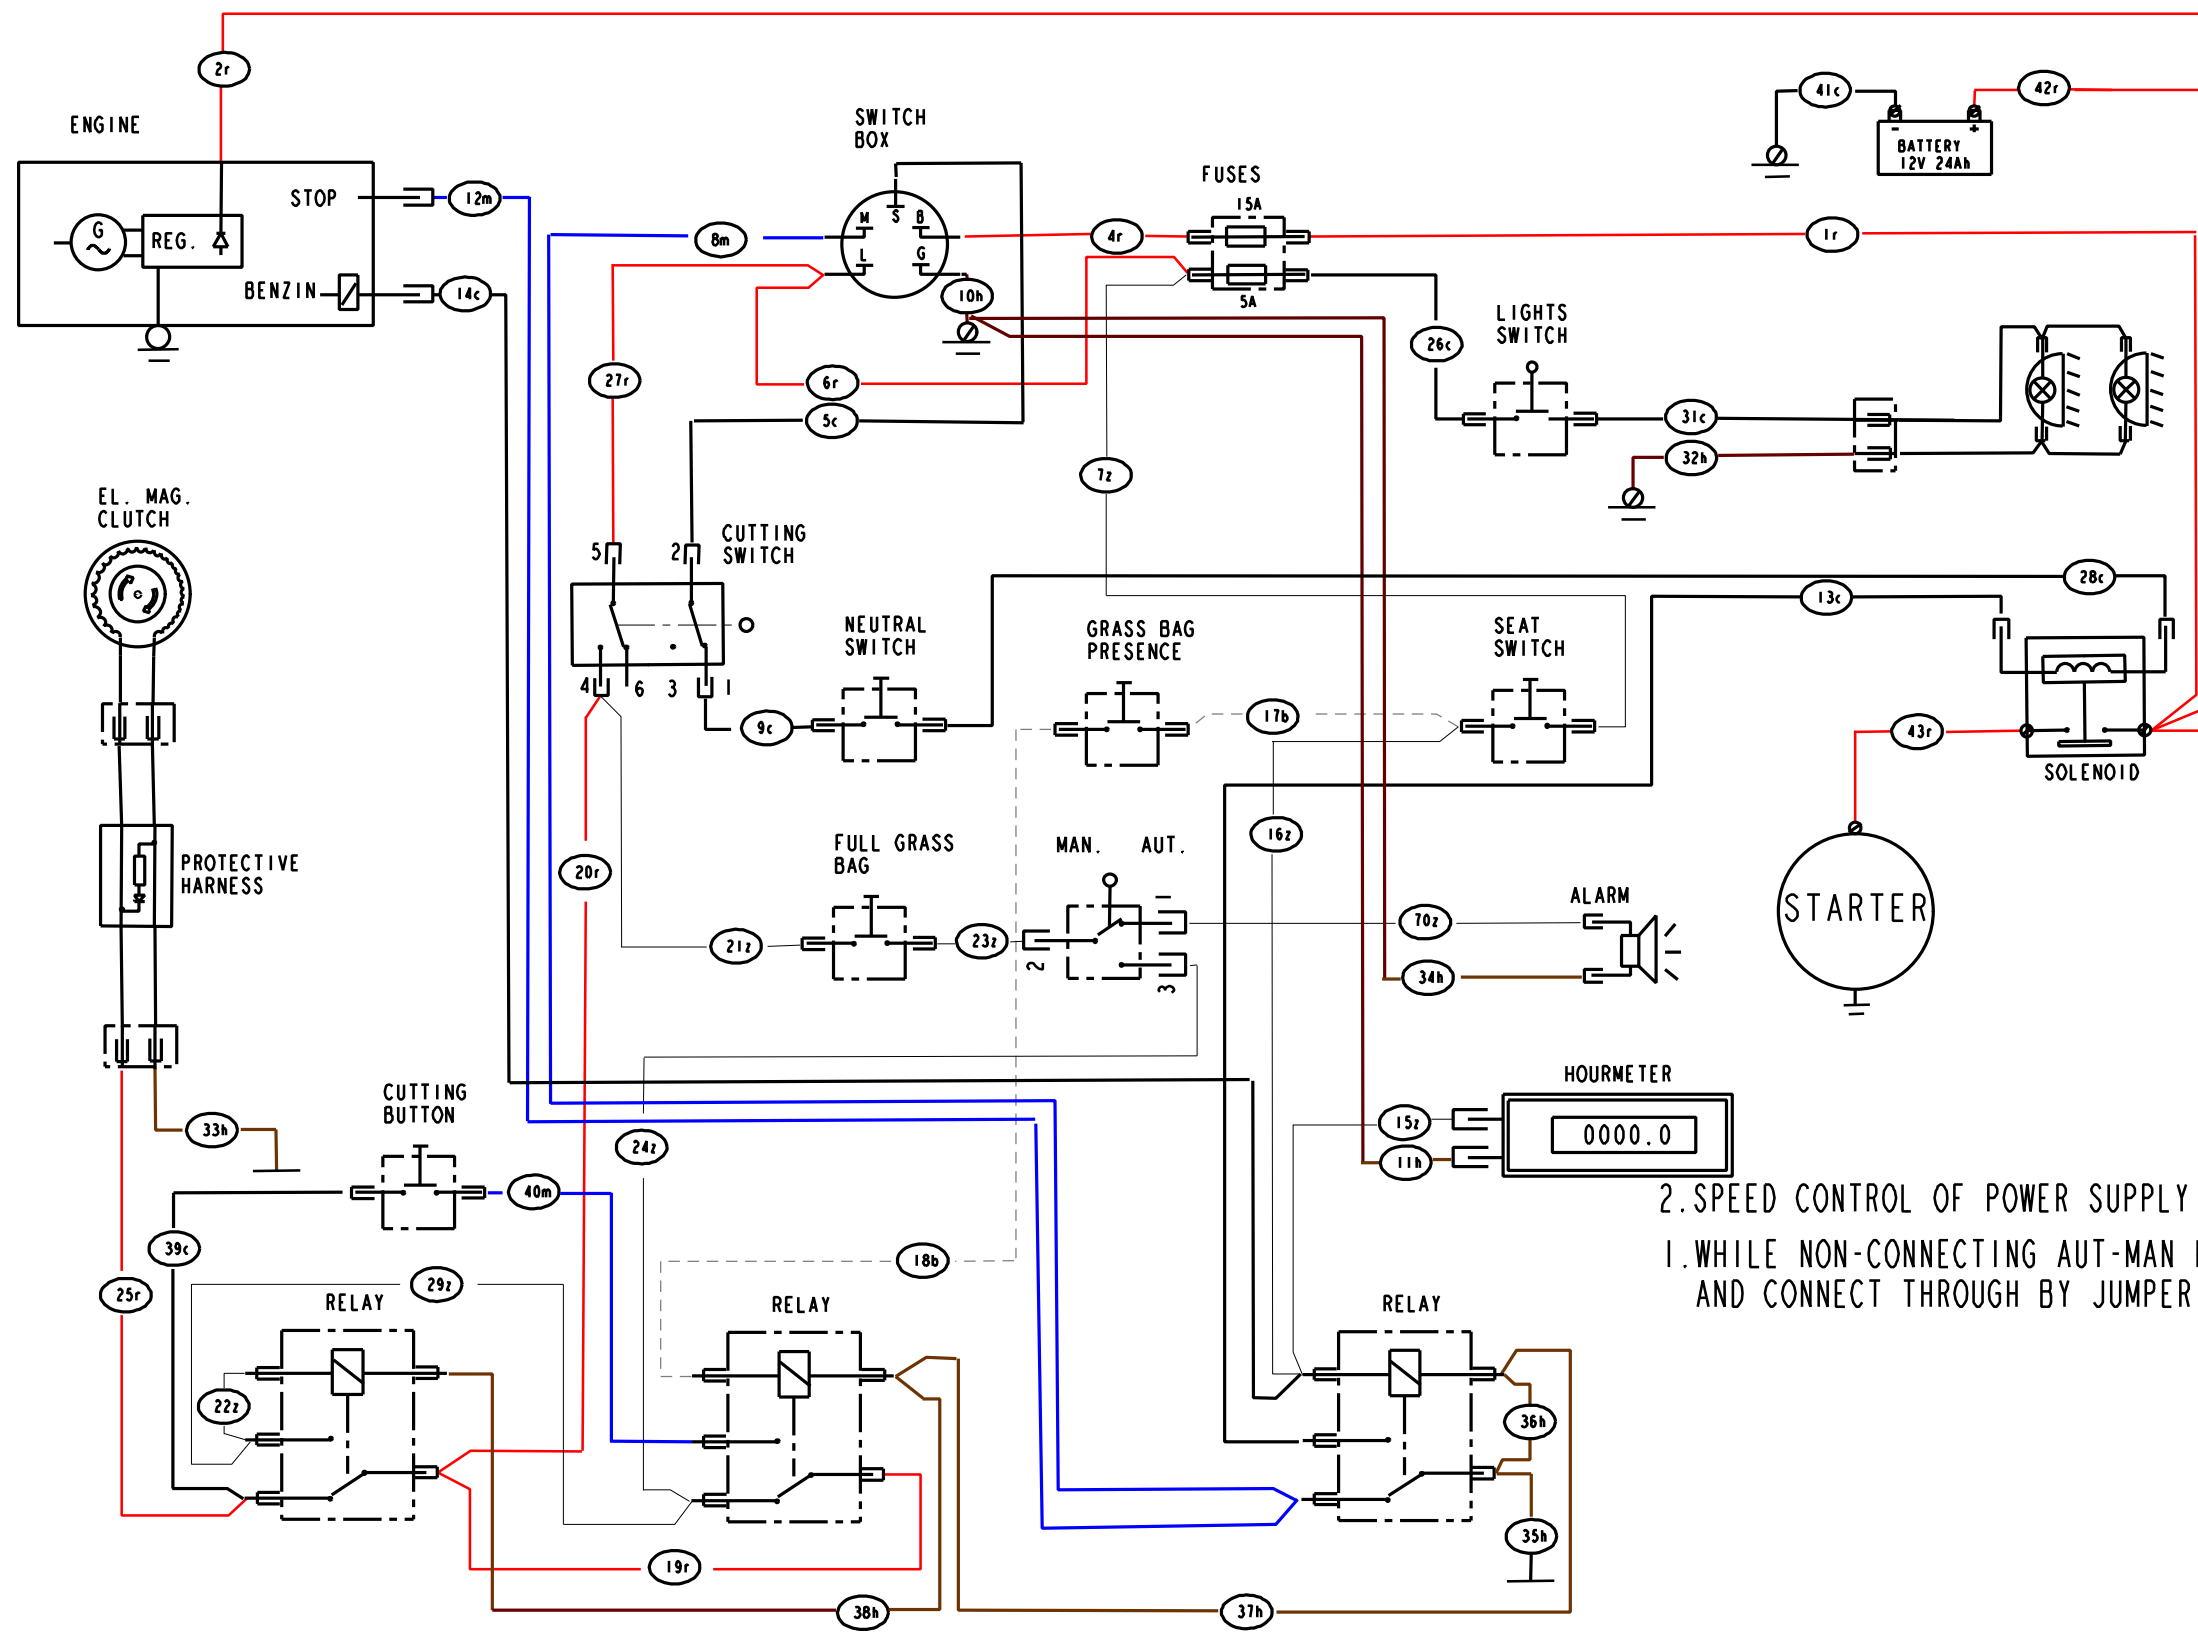 2r
ENGINE
STOP
12m
G
REG.
BENZIN
14c
SWITCH
BOX
M S B
L G
8m
10h
4r
FUSES
15A
5A
1r
41c
42r
- +
BATTERY
12V 24Ah
27r
6r
5c
26c
LIGHTS
SWITCH
31c
32h
7z
EL. MAG.
CLUTCH
5 2
CUTTING
SWITCH
4 6 3 1
9c
NEUTRAL
SWITCH
GRASS BAG
PRESENCE
17b
SEAT
SWITCH
28c
13c
43r
SOLENOID
STARTER
PROTECTIVE
HARNESS
20r
FULL GRASS
BAG
21z
23z
MAN. AUT.
1
2
3
16z
70z
34h
ALARM
HOURMETER
15z
11h
0000.0
33h
CUTTING
BUTTON
40m
24z
39c
25r
29z
18b
RELAY
RELAY
RELAY
22z
19r
38h
37h
36h
35h
2.SPEED CONTROL OF POWER SUPPLY
1.WHILE NON-CONNECTING AUT-MAN
AND CONNECT THROUGH BY JUMPER